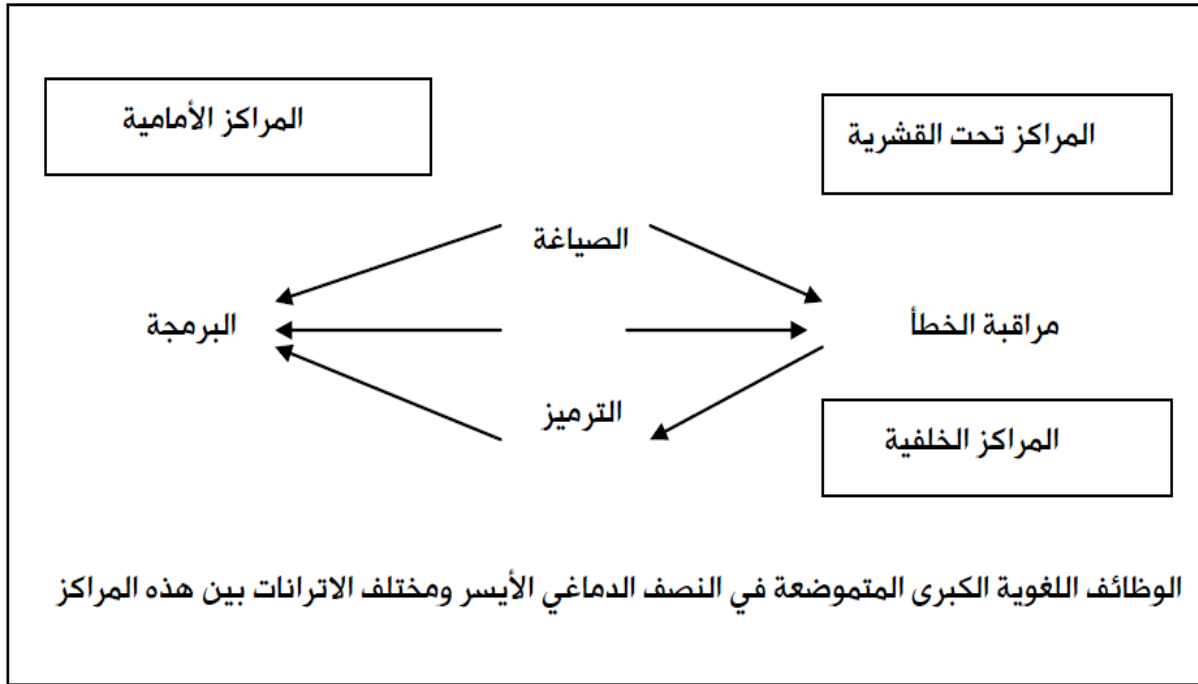 المراكز الأمامية
المراكز تحت القشرية
الصياغة
مراقبة الخطأ
البرمجة
الترميز
المراكز الخلفية
الوظائف اللغوية الكبرى المتموضعة في النصف الدماغي الأيسر ومختلف الاترانات بين هذه المراكز